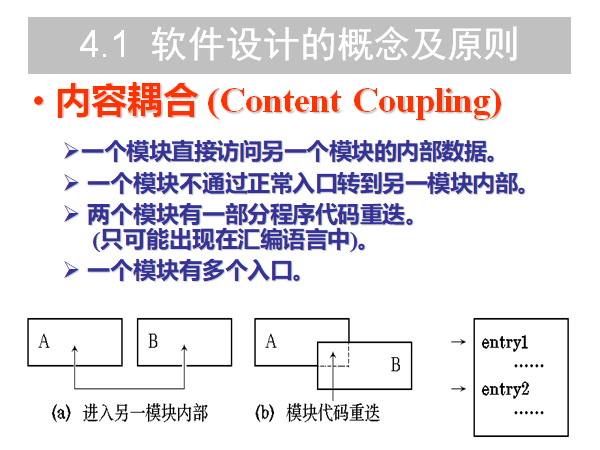 4.1 软件设计的概念及原则
• 内容耦合 (Content Coupling)
➢一个模块直接访问另一个模块的内部数据。
➢ 一个模块不通过正常入口转到另一模块内部。
➢ 两个模块有一部分程序代码重迭。
(只可能出现在汇编语言中)。
➢ 一个模块有多个入口。
A B
(a) 进入另一模块内部
A B
(b) 模块代码重迭
→ entry1
……
→ entry2
……